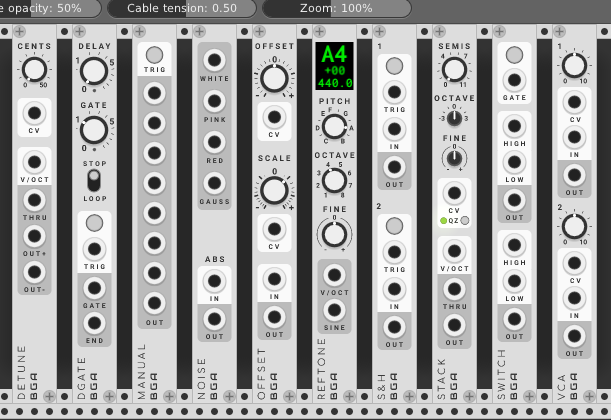 e opacity: 50%
Cable tension: 0.50
Zoom: 100%
CENTS
0 50
CV
V/OCT
THRU
OUT+
OUT-
DETUNE
BGA
DELAY
1 5
0
GATE
1 5
0
STOP
LOOP
TRIG
GATE
END
DGATE
BGA
TRIG
OUT
MANUAL
BGA
WHITE
PINK
RED
GAUSS
ABS
IN
OUT
NOISE
BGA
OFFSET
0
- +
CV
SCALE
0
- +
CV
IN
OUT
OFFSET
BGA
A4
+00
440.0
PITCH
E F
D G
C A
B
OCTAVE
4 5
3 6
2 7
1 8
FINE
V/OCT
SINE
REFTONE
BGA
1
TRIG
IN
OUT
2
TRIG
IN
OUT
S&H
BGA
SEMIS
4 7
2
0 11
OCTAVE
-3 3
FINE
CV
QZ
V/OCT
THRU
OUT
STACK
BGA
GATE
HIGH
LOW
OUT
HIGH
LOW
OUT
SWITCH
BGA
1
0 10
CV
IN
OUT
2
0 10
CV
IN
OUT
VCA
BGA